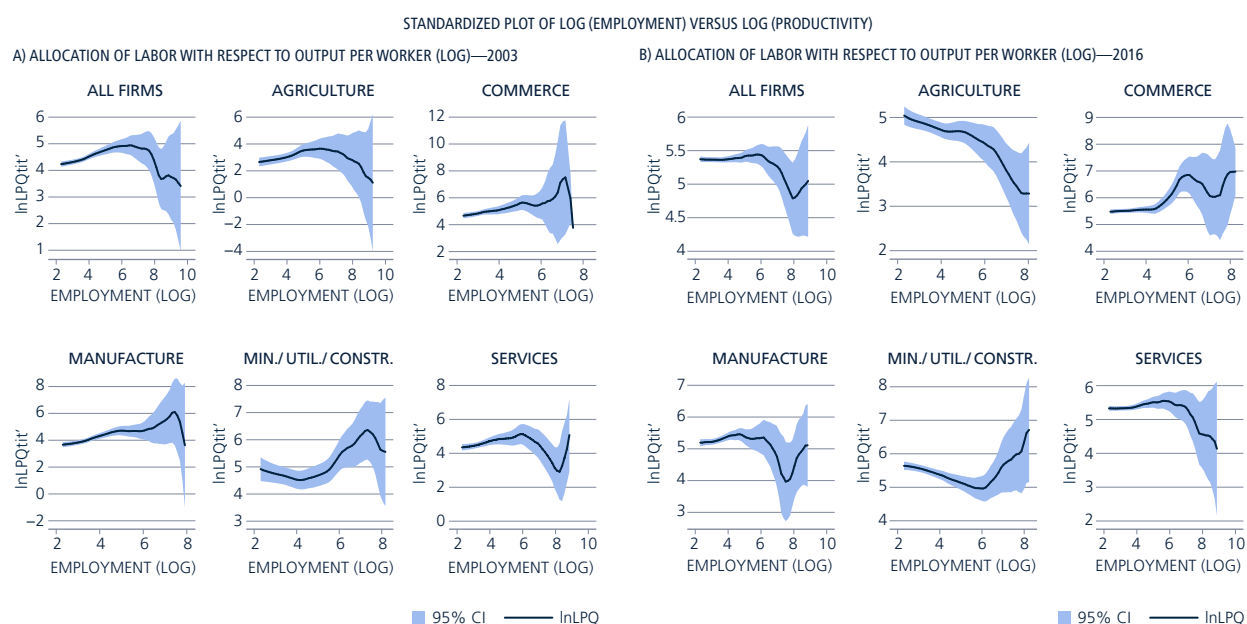 STANDARDIZED PLOT OF LOG (EMPLOYMENT) VERSUS LOG (PRODUCTIVITY)
A) ALLOCATION OF LABOR WITH RESPECT TO OUTPUT PER WORKER (LOG)—2003
ALL FIRMS
lnLPQtit′
6
5
4
3
2
1
2 4 6 8 10
EMPLOYMENT (LOG)
AGRICULTURE
lnLPQtit′
6
4
2
0
−2
−4
2 4 6 8 10
EMPLOYMENT (LOG)
COMMERCE
lnLPQtit′
12
10
8
6
4
2
2 4 6 8
EMPLOYMENT (LOG)
MANUFACTURE
lnLPQtit′
8
6
4
2
0
−2
2 4 6 8
EMPLOYMENT (LOG)
MIN./ UTIL./ CONSTR.
lnLPQtit′
8
7
6
5
4
3
2 4 6 8
EMPLOYMENT (LOG)
SERVICES
lnLPQtit′
8
6
4
2
0
2 4 6 8 10
EMPLOYMENT (LOG)
95% CI lnLPQ
B) ALLOCATION OF LABOR WITH RESPECT TO OUTPUT PER WORKER (LOG)—2016
ALL FIRMS
lnLPQtit′
6
5.5
5
4.5
4
2 4 6 8 10
EMPLOYMENT (LOG)
AGRICULTURE
lnLPQtit′
5
4
3
2
2 4 6 8
EMPLOYMENT (LOG)
COMMERCE
lnLPQtit′
9
8
7
6
5
4
2 4 6 8
EMPLOYMENT (LOG)
MANUFACTURE
lnLPQtit′
7
6
5
4
3
2 4 6 8 10
EMPLOYMENT (LOG)
MIN./ UTIL./ CONSTR.
lnLPQtit′
8
7
6
5
4
2 4 6 8
EMPLOYMENT (LOG)
SERVICES
lnLPQtit′
6
5
4
3
2
2 4 6 8 10
EMPLOYMENT (LOG)
95% CI lnLPQ